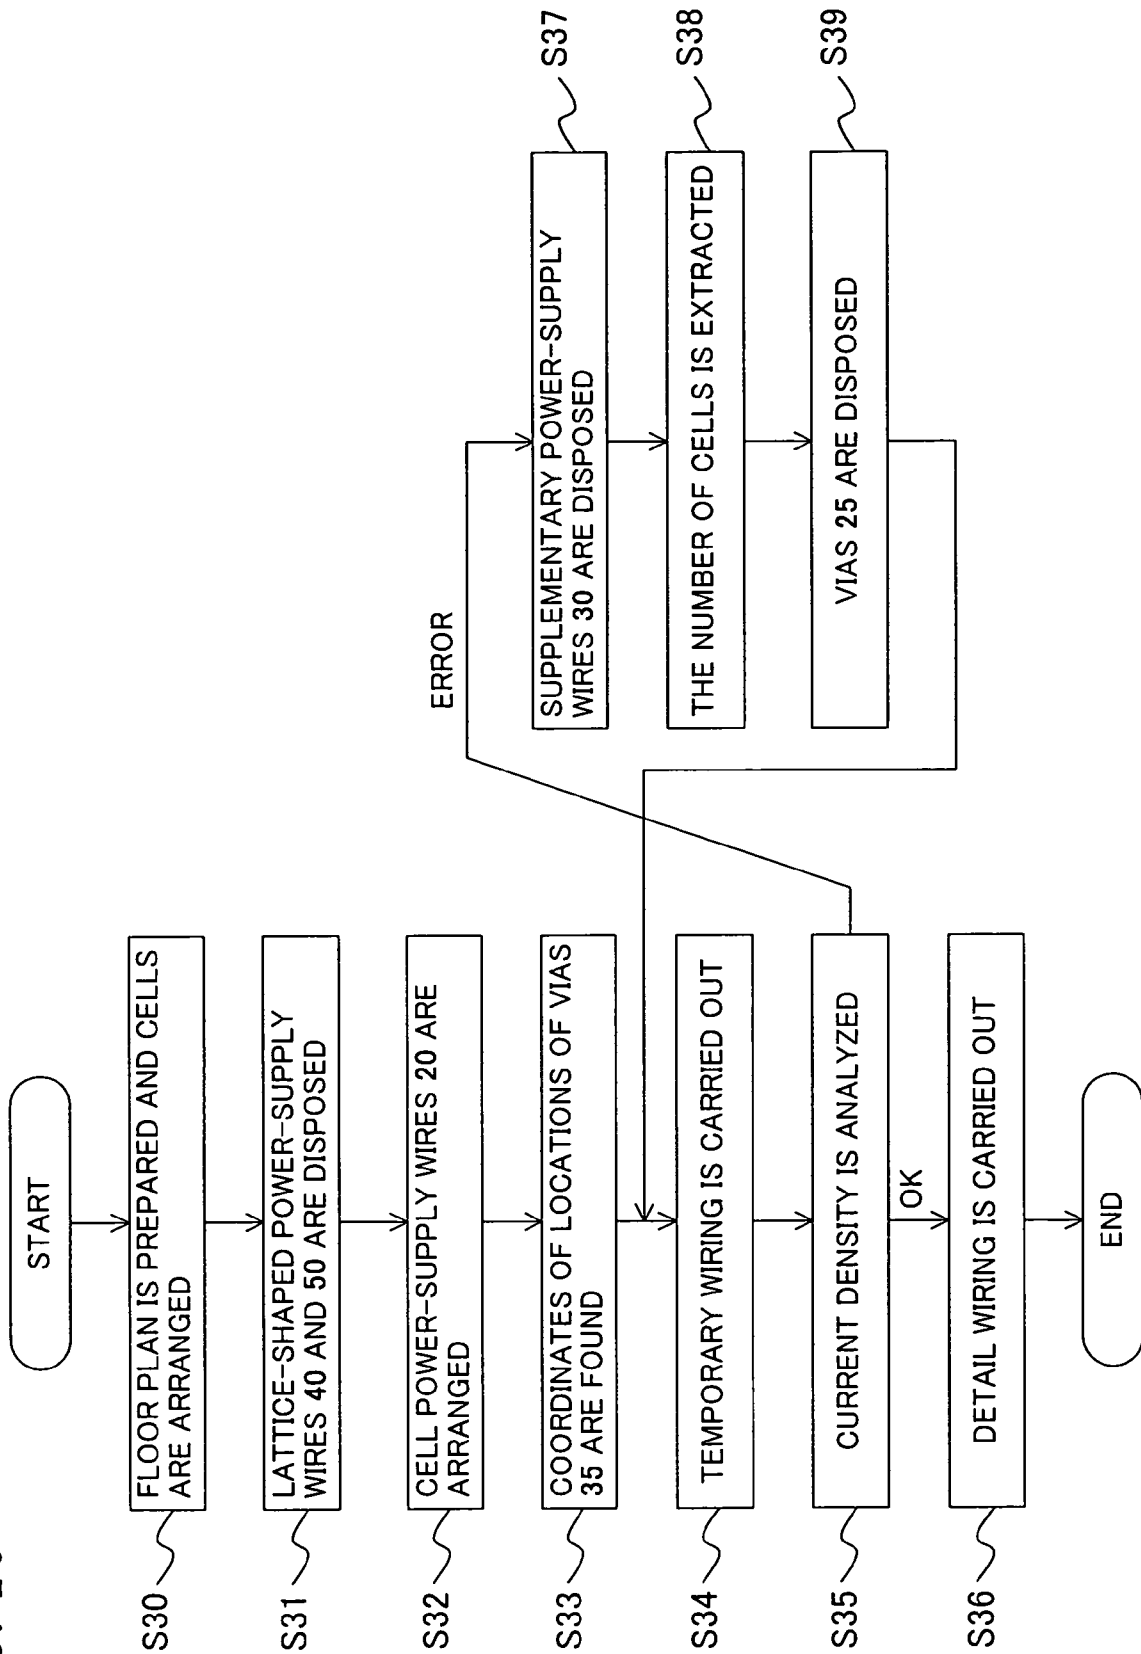 START
S30
FLOOR PLAN IS PREPARED AND CELLS
ARE ARRANGED
S31
LATTICE-SHAPED POWER-SUPPLY
WIRES 40 AND 50 ARE DISPOSED
S32
CELL POWER-SUPPLY WIRES 20 ARE
ARRANGED
S33
COORDINATES OF LOCATIONS OF VIAS
35 ARE FOUND
S34
TEMPORARY WIRING IS CARRIED OUT
S35
CURRENT DENSITY IS ANALYZED
OK
S36
DETAIL WIRING IS CARRIED OUT
END
ERROR
SUPPLEMENTARY POWER-SUPPLY
WIRES 30 ARE DISPOSED
S37
THE NUMBER OF CELLS IS EXTRACTED
S38
VIAS 25 ARE DISPOSED
S39